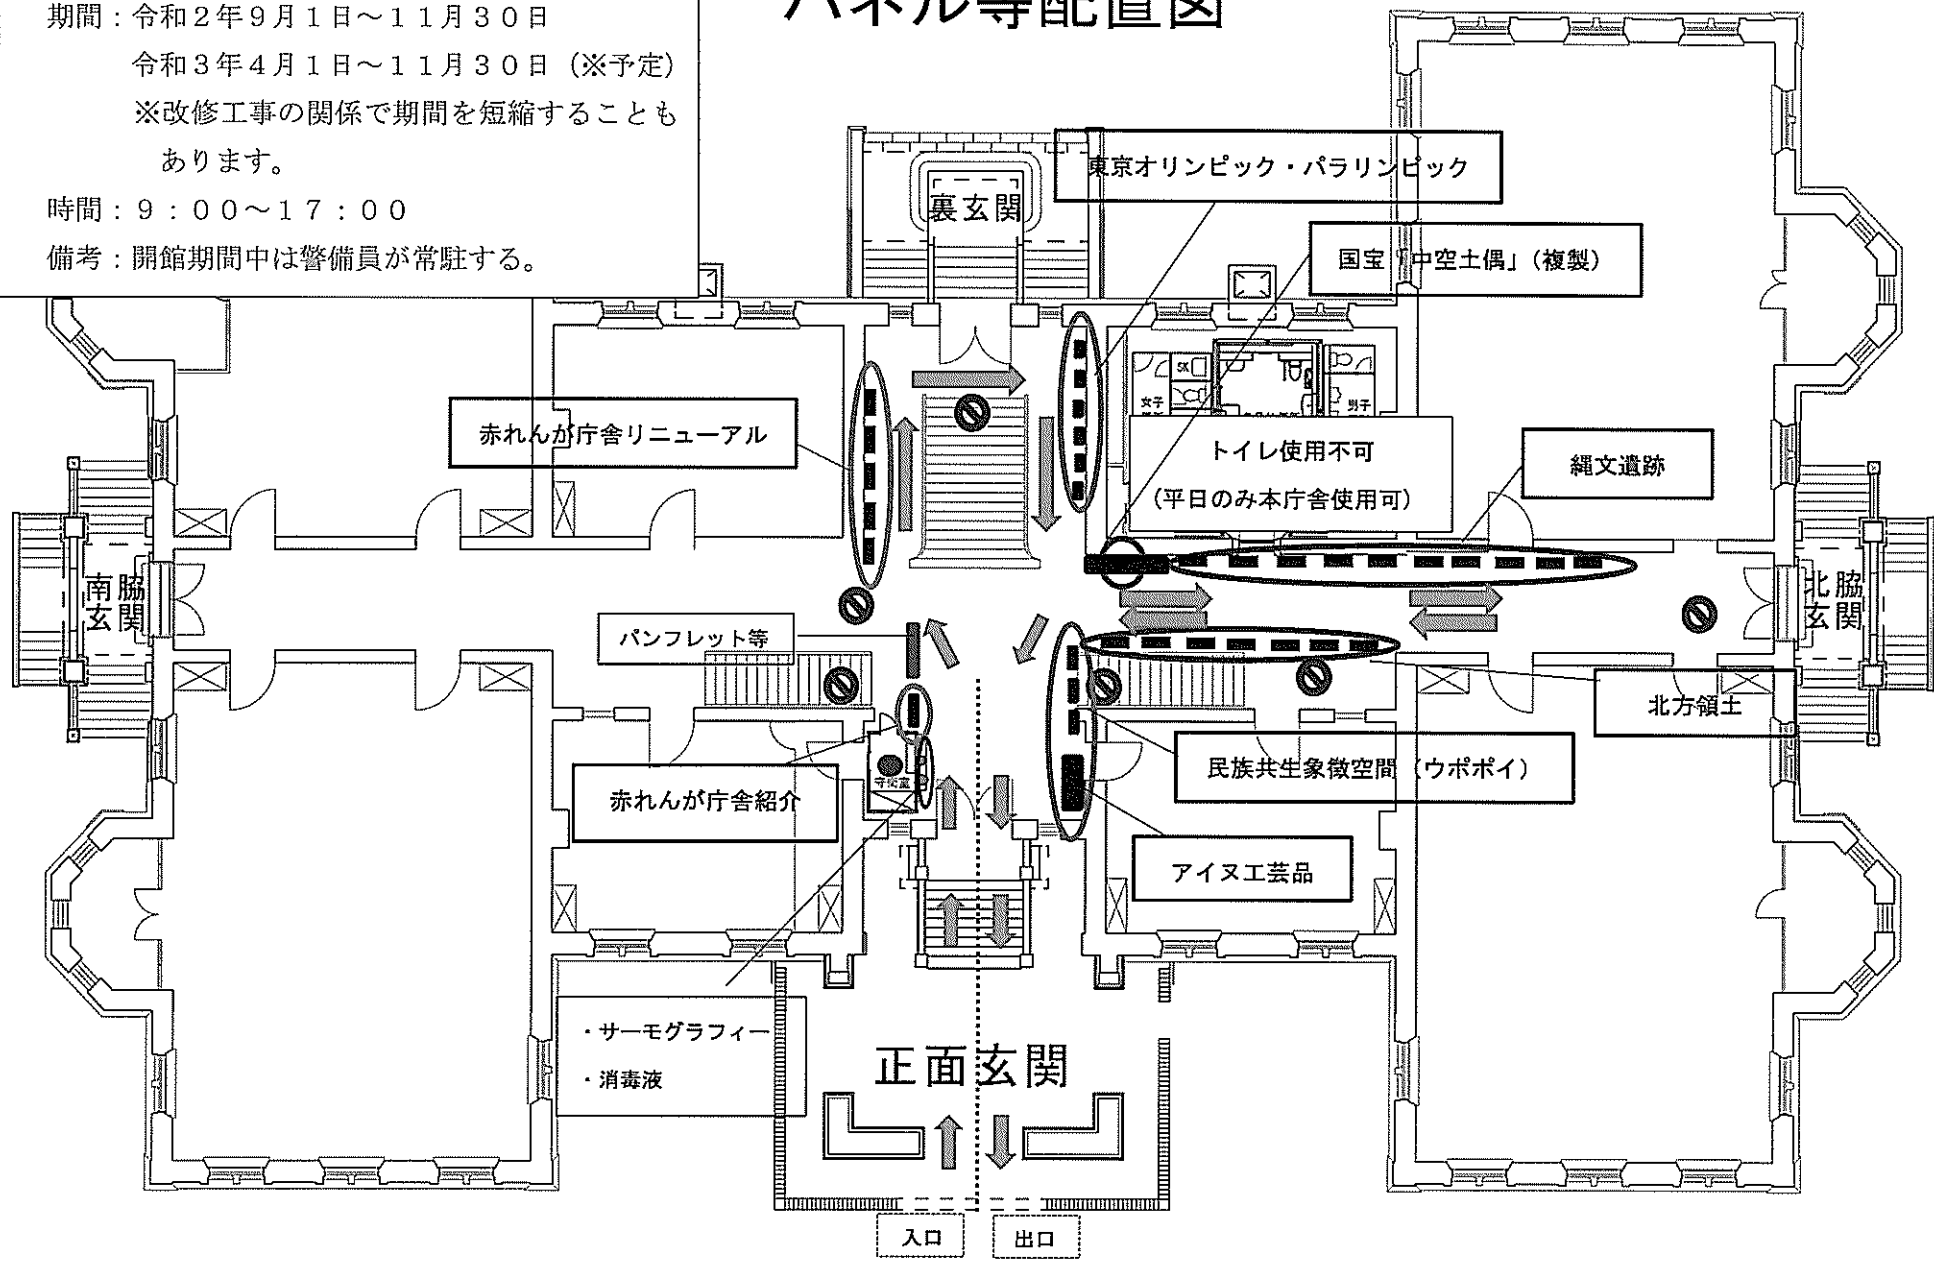 パネル等配置図
期間：令和２年９月１日～１１月３０日
令和３年４月１日～１１月３０日（※予定）
※改修工事の関係で期間を短縮することも
あります。
時間：９：００～１７：００
備考：開館期間中は警備員が常駐する。
東京オリンピック・パラリンピック
裏玄関
国宝「中空土偶」（複製）
SK
女子
男子
赤れんが庁舎リニューアル
トイレ使用不可
（平日のみ本庁舎使用可）
縄文遺跡
南脇
玄関
北脇
玄関
パンフレット等
北方領土
民族共生象徴空間（ウポポイ）
守衛室
赤れんが庁舎紹介
アイヌ工芸品
・サーモグラフィー
・消毒液
正面玄関
入口
出口